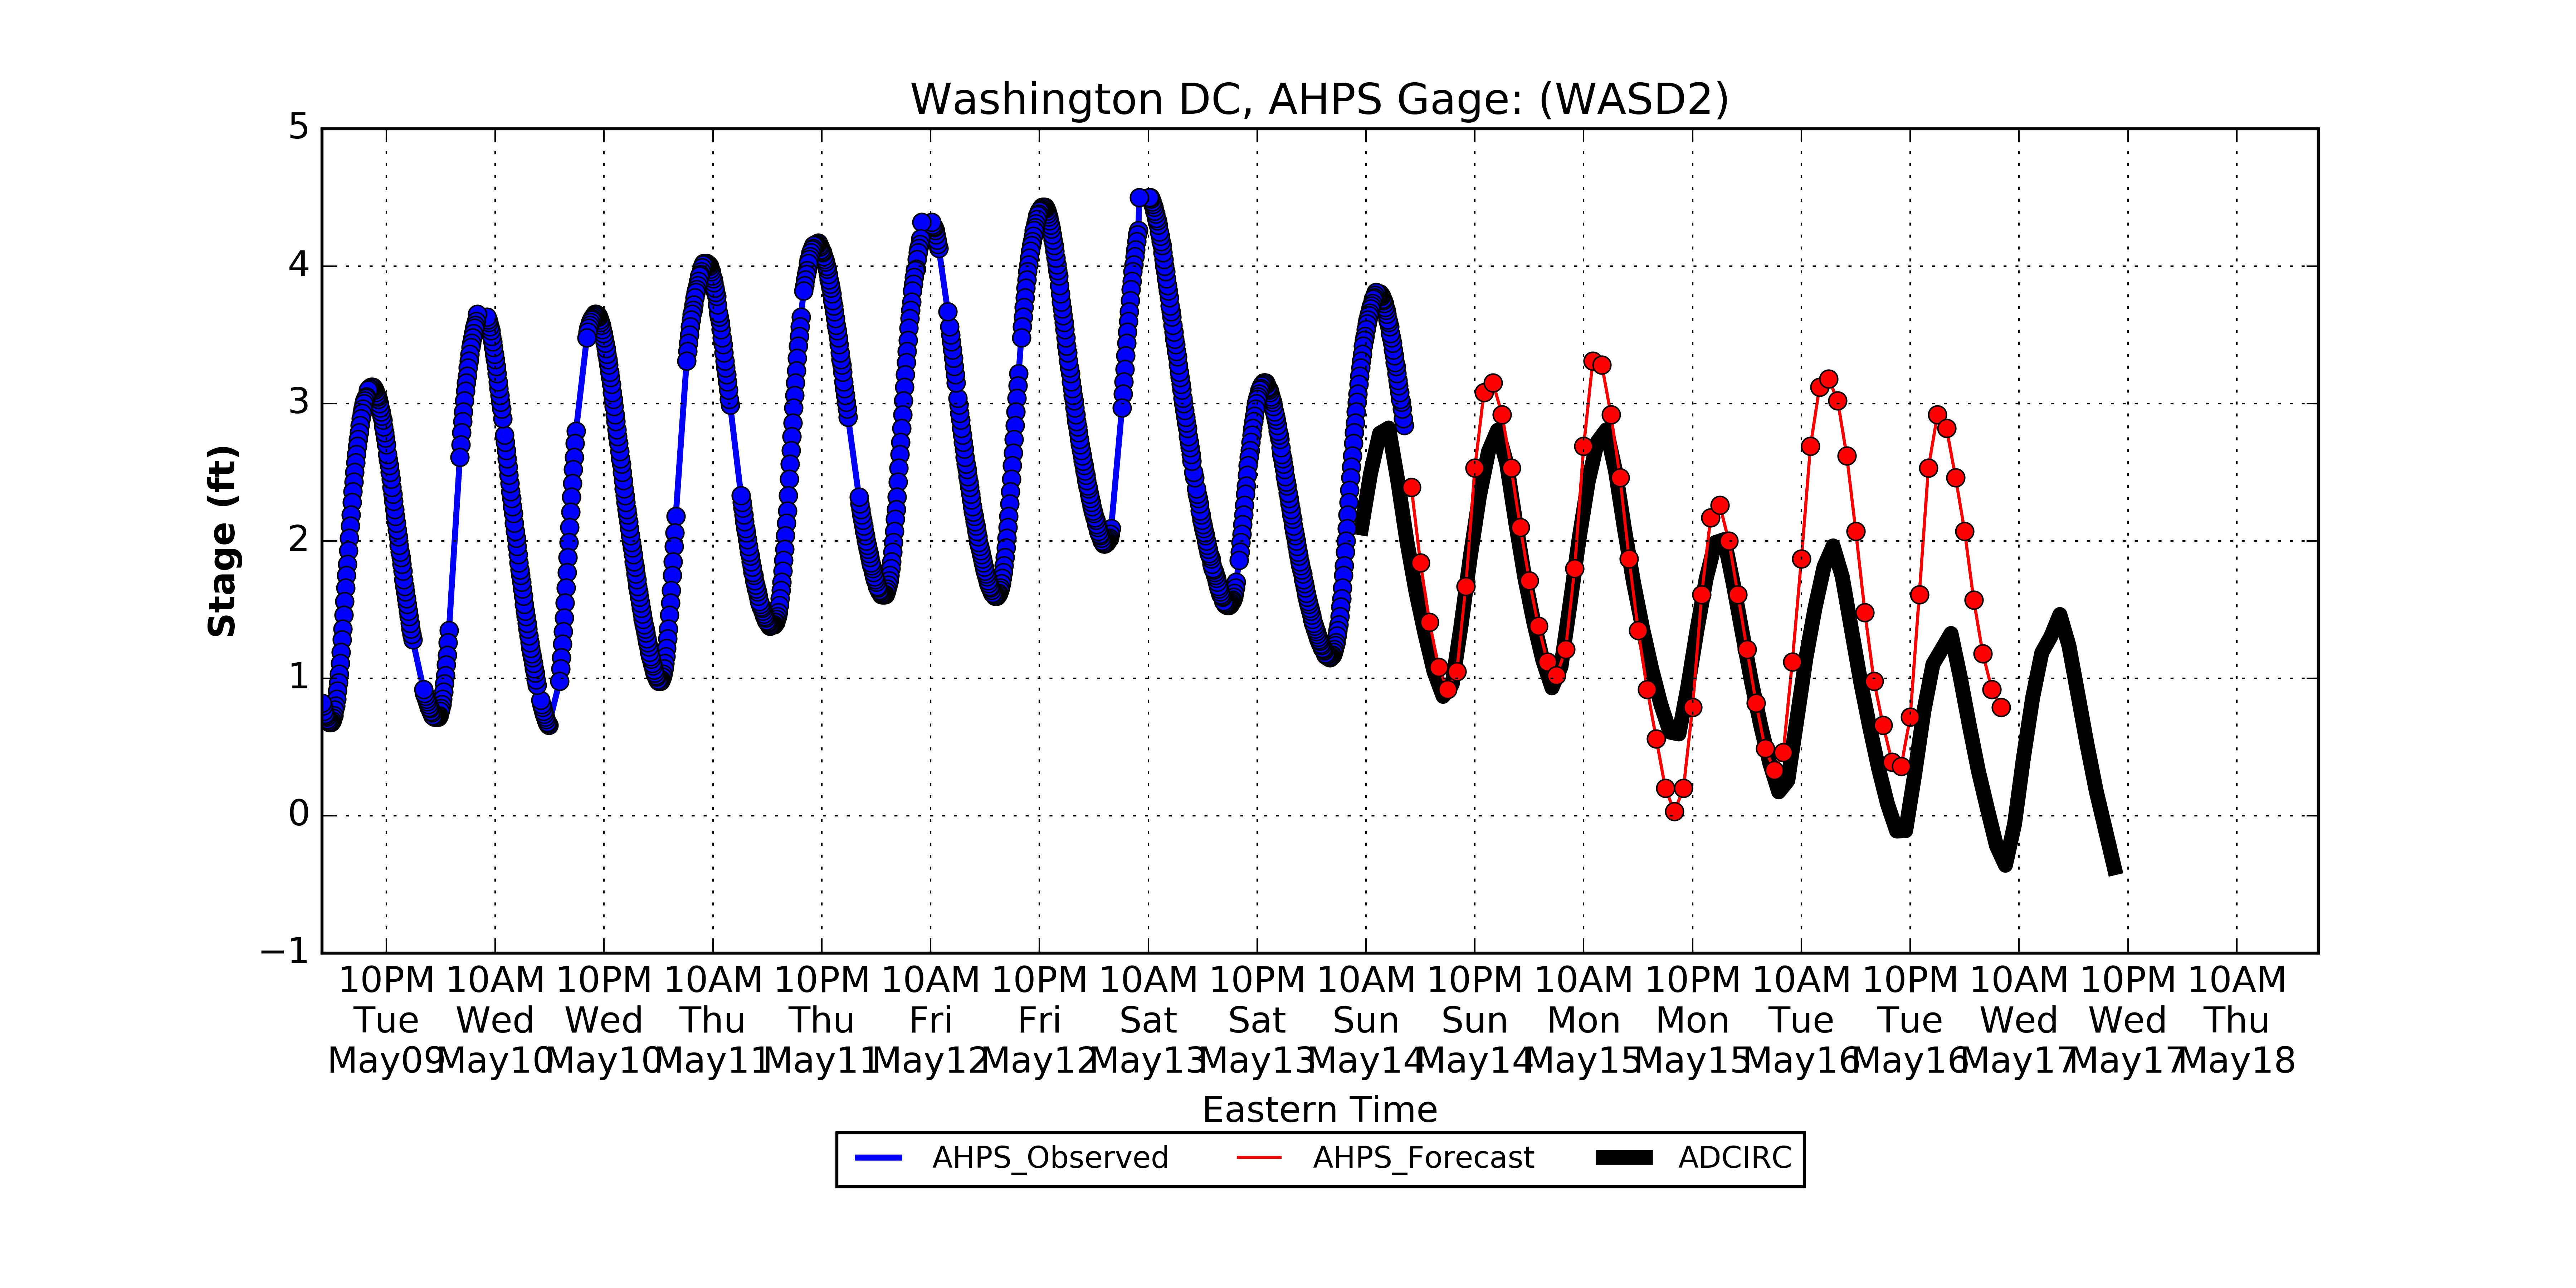 Washington DC, AHPS Gage: (WASD2)
5
4
3
2
1
0
−1
Stage (ft)
10PM 10AM 10PM 10AM 10PM 10AM 10PM 10AM 10PM 10AM 10PM 10AM 10PM 10AM 10PM 10AM 10PM 10AM
Tue Wed Wed Thu Thu Fri Fri Sat Sat Sun Sun Mon Mon Tue Tue Wed Wed Thu
May09 May10 May10 May11 May11 May12 May12 May13 May13 May14 May14 May15 May15 May16 May16 May17 May17 May18
Eastern Time
AHPS_Observed AHPS_Forecast ADCIRC